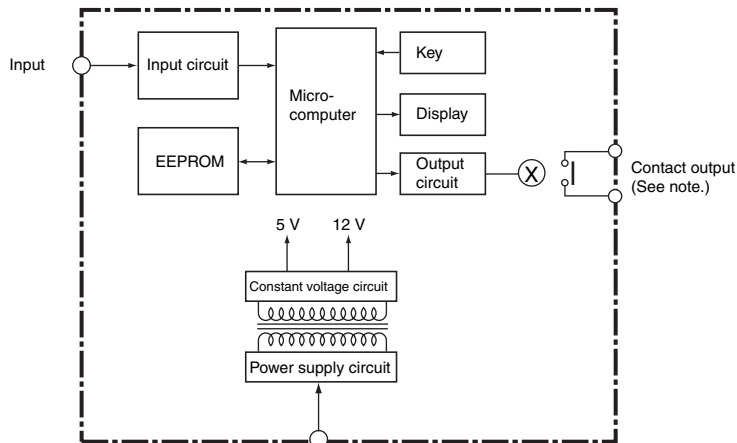 Input
Input circuit
Micro-
computer
Key
Display
EEPROM
Output
circuit
X
Contact output
(See note.)
5 V
12 V
Constant voltage circuit
Power supply circuit